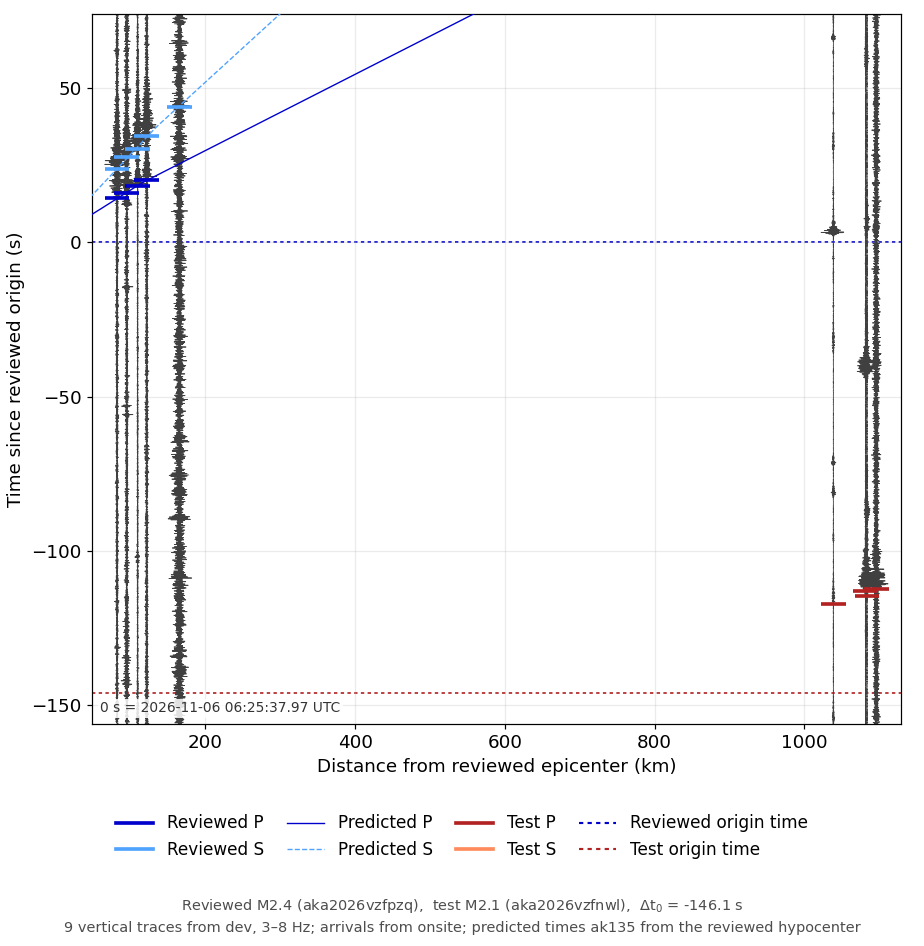 50
0
−50
−100
−150
Time since reviewed origin (s)
0 s = 2026-11-06 06:25:37.97 UTC
200
400
600
800
1000
Distance from reviewed epicenter (km)
Reviewed P
Predicted P
Test P
Reviewed origin time
Reviewed S
Predicted S
Test S
Test origin time
Reviewed M2.4 (aka2026vzfpzq),  test M2.1 (aka2026vzfnwl),  Δt₀ = -146.1 s
9 vertical traces from dev, 3–8 Hz; arrivals from onsite; predicted times ak135 from the reviewed hypocenter